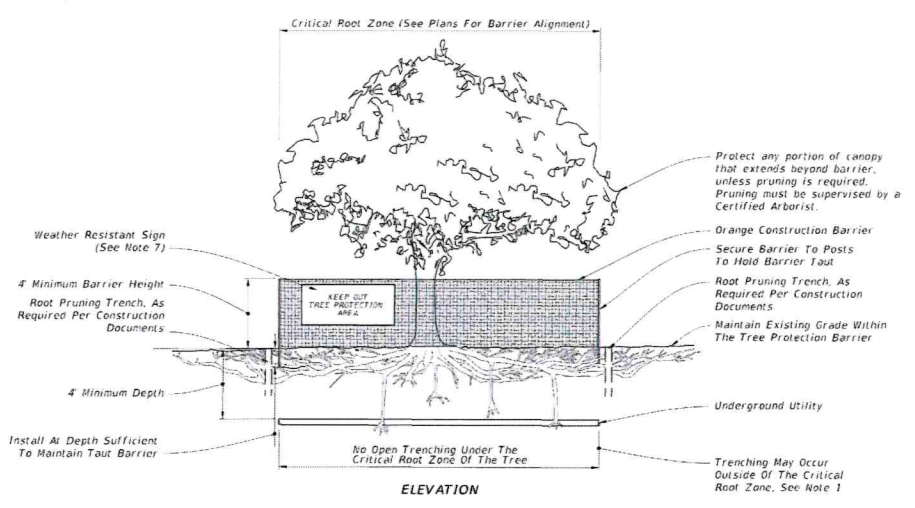 Critical Root Zone (See Plans For Barrier Alignment)
Protect any portion of canopy
that extends beyond barrier,
unless pruning is required.
Pruning must be supervised by a
Certified Arborist.
Orange Construction Barrier
Secure Barrier To Posts
To Hold Barrier Taut
Root Pruning Trench, As
Required Per Construction
Documents
Maintain Existing Grade Within
The Tree Protection Barrier
Underground Utility
Trenching May Occur
Outside Of The Critical
Root Zone, See Note 1
Weather Resistant Sign
(See Note 7)
4' Minimum Barrier Height
Root Pruning Trench, As
Required Per Construction
Documents
4' Minimum Depth
Install At Depth Sufficient
To Maintain Taut Barrier
KEEP OUT
TREE PROTECTION
AREA
No Open Trenching Under The
Critical Root Zone Of The Tree
ELEVATION